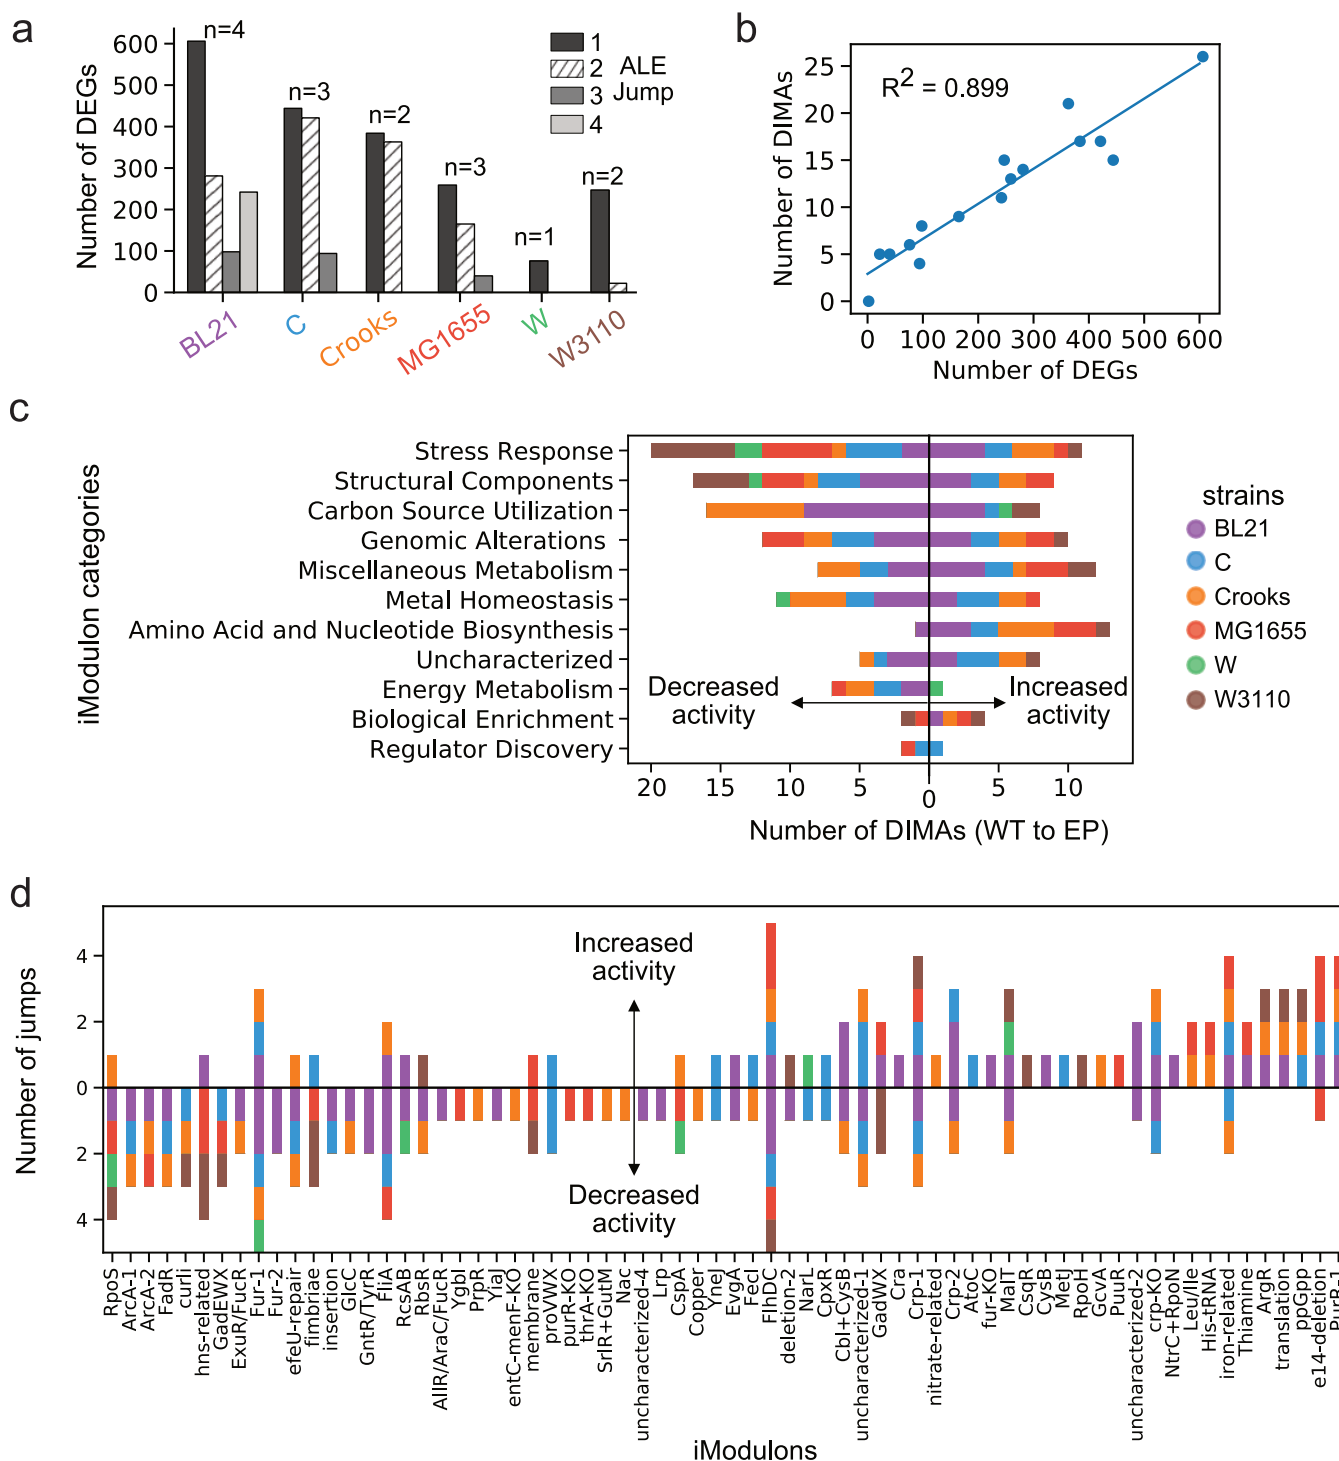 a
Number of DEGs
600
500
400
300
200
100
0
n=4
n=3
n=2
n=3
n=1
n=2
1
2
3
4
ALE
Jump
BL21
C
Crooks
MG1655
W
W3110
b
Number of DIMAs
25
20
15
10
5
0
R² = 0.899
0 100 200 300 400 500 600
Number of DEGs
c
iModulon categories
Stress Response
Structural Components
Carbon Source Utilization
Genomic Alterations
Miscellaneous Metabolism
Metal Homeostasis
Amino Acid and Nucleotide Biosynthesis
Uncharacterized
Energy Metabolism
Biological Enrichment
Regulator Discovery
Decreased
activity
Increased
activity
20 15 10 5 0 5 10
Number of DIMAs (WT to EP)
strains
BL21
C
Crooks
MG1655
W
W3110
d
Number of jumps
4
2
0
2
4
Increased
activity
Decreased
activity
RpoS
ArcA-1
ArcA-2
FadR
curli
hns-related
GadEWX
ExuR/FucR
Fur-1
Fur-2
efeU-repair
fimbriae
insertion
GlcC
GntR/TyrR
FliA
RcsAB
RbsR
AllR/AraC/FucR
YgbI
PrpR
YiaJ
entC-menF-KO
membrane
proVWX
purR-KO
thrA-KO
SrlR+GutM
Nac
uncharacterized-4
Lrp
CspA
Copper
YneJ
EvgA
FecI
FlhDC
deletion-2
NarL
CpxR
Cbl+CysB
uncharacterized-1
GadWX
Cra
Crp-1
nitrate-related
Crp-2
AtoC
fur-KO
MalT
CsqR
CysB
MetJ
RpoH
GcvA
PuuR
uncharacterized-2
crp-KO
NtrC+RpoN
Leu/Ile
His-tRNA
iron-related
Thiamine
ArgR
translation
ppGpp
e14-deletion
PurR-1
iModulons